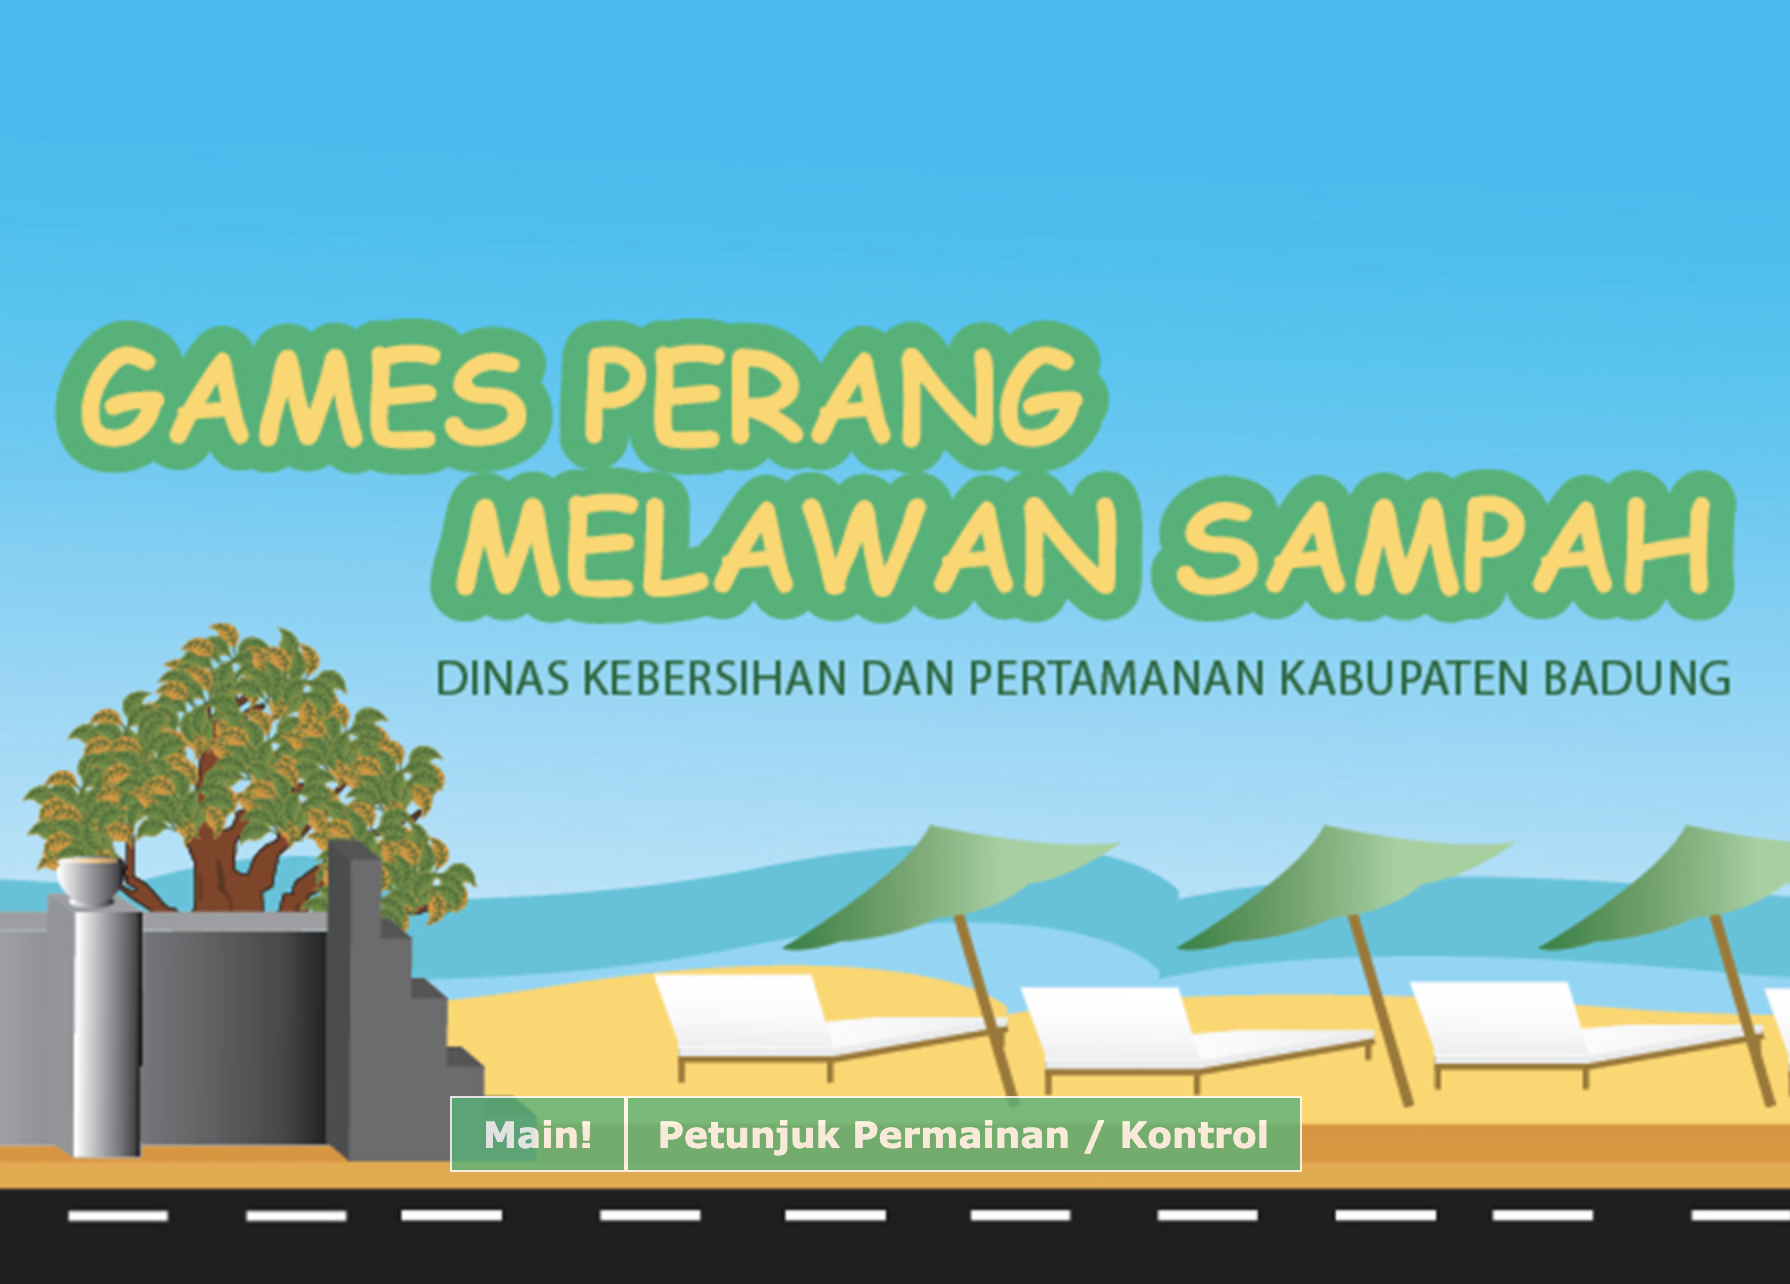 GAMES PERANG
MELAWAN SAMPAH
DINAS KEBERSIHAN DAN PERTAMANAN KABUPATEN BADUNG
Main!
Petunjuk Permainan / Kontrol